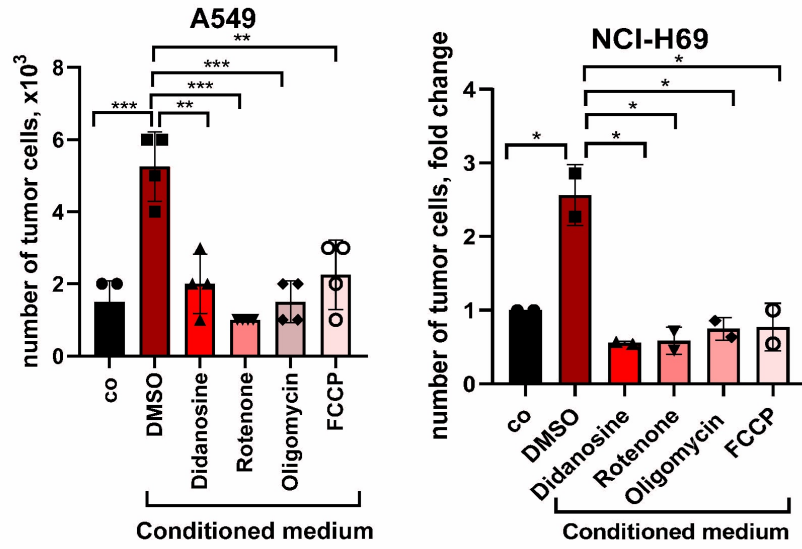 A549
number of tumor cells, x10³
8
6
4
2
0
**
***
***
***
**
co
DMSO
Didanosine
Rotenone
Oligomycin
FCCP
Conditioned medium
NCI-H69
number of tumor cells, fold change
4
3
2
1
0
*
*
*
*
*
co
DMSO
Didanosine
Rotenone
Oligomycin
FCCP
Conditioned medium